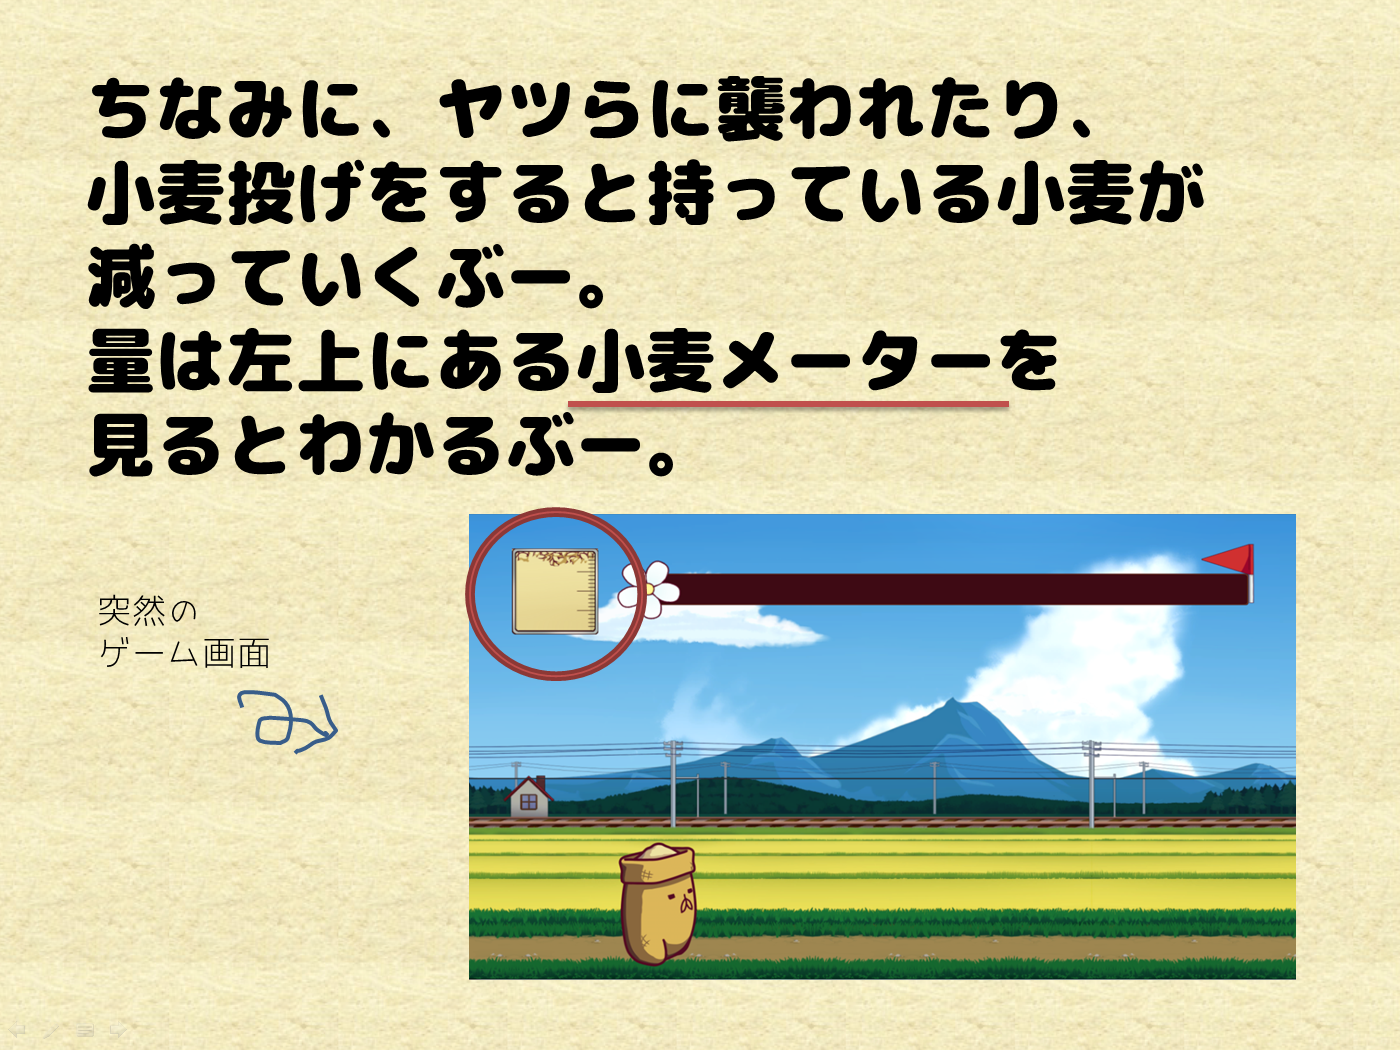 ちなみに、ヤツらに襲われたり、
小麦投げをすると持っている小麦が
減っていくぶー。
量は左上にある小麦メーターを
見るとわかるぶー。
突然の
ゲーム画面